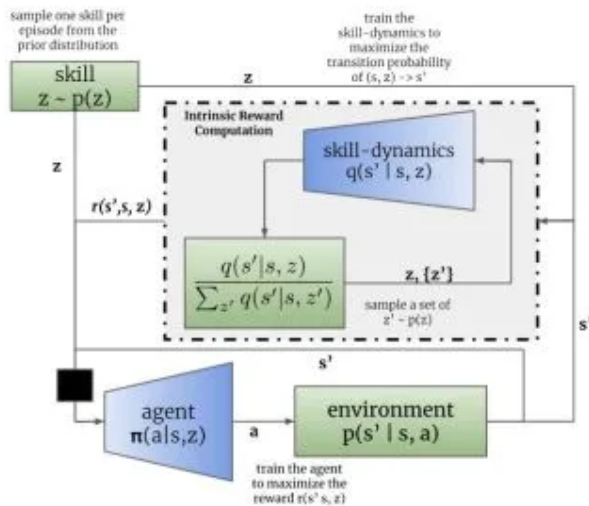 sample one skill per
episode from the
prior distribution
skill
z ~ p(z)
z
train the
skill-dynamics to
maximize the
transition probability
of (s, z) -> s'
z
Intrinsic Reward
Computation
skill-dynamics
q(s' | s, z)
r(s',s, z)
q(s'|s, z)
∑z' q(s'|s, z')
z, {z'}
sample a set of
z' ~ p(z)
s'
s'
agent
π(a|s,z)
a
environment
p(s' | s, a)
train the agent
to maximize the
reward r(s' s, z)